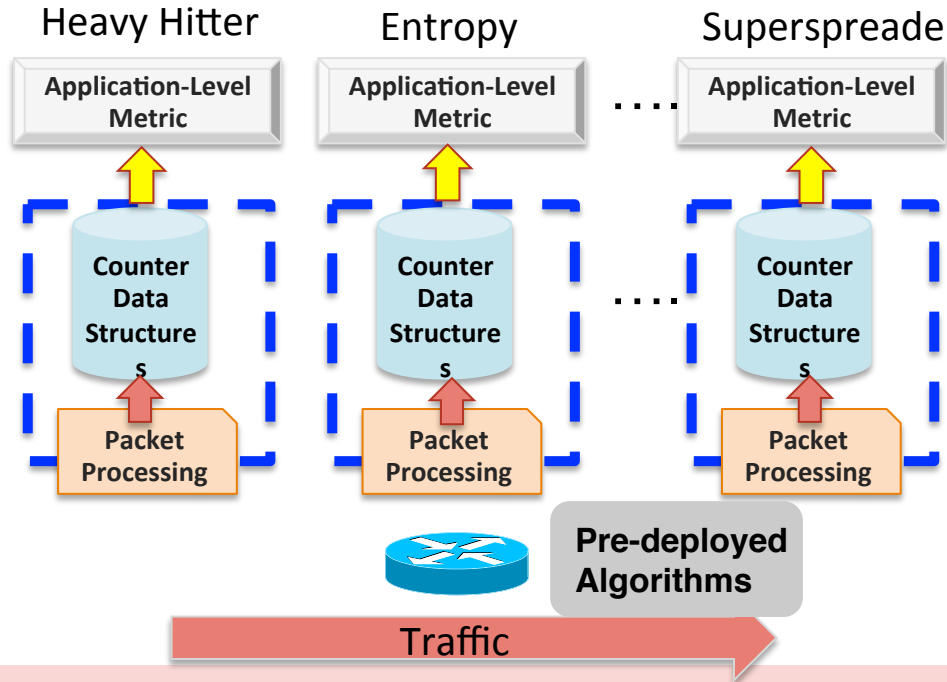 Heavy Hitter
Entropy
Superspreade
Application-Level
Metric
Application-Level
Metric
....
Application-Level
Metric
Counter
Data
Structure
s
Counter
Data
Structure
s
....
Counter
Data
Structure
s
Packet
Processing
Packet
Processing
Packet
Processing
Pre-deployed
Algorithms
Traffic